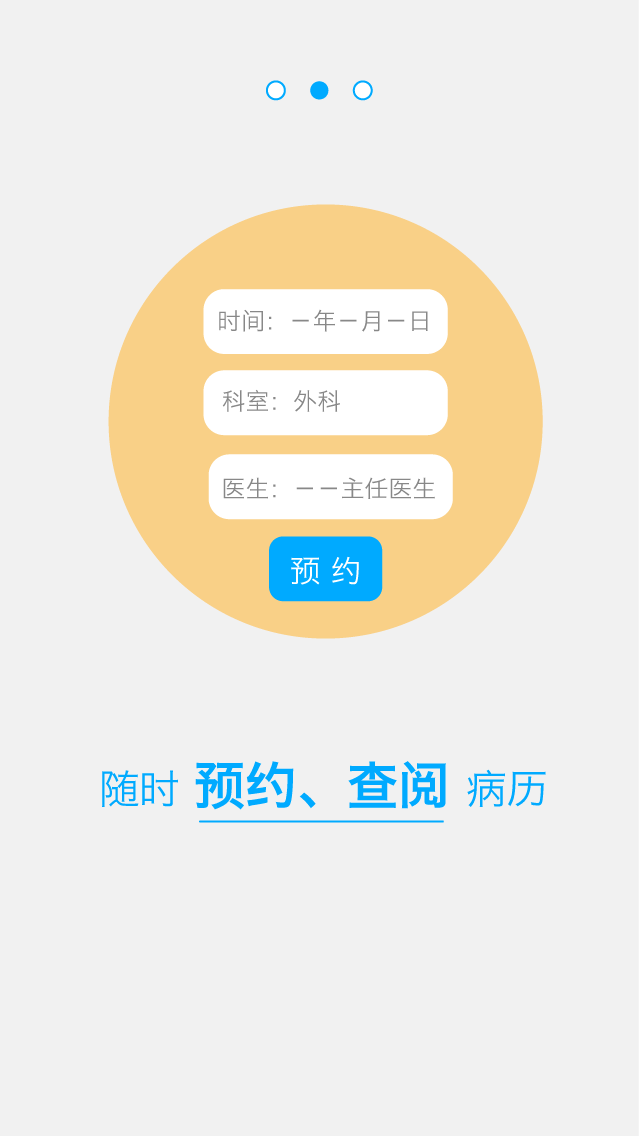 时间：一年一月一日
科室：外科
医生：一一主任医生
预 约
随时 预约、查阅 病历